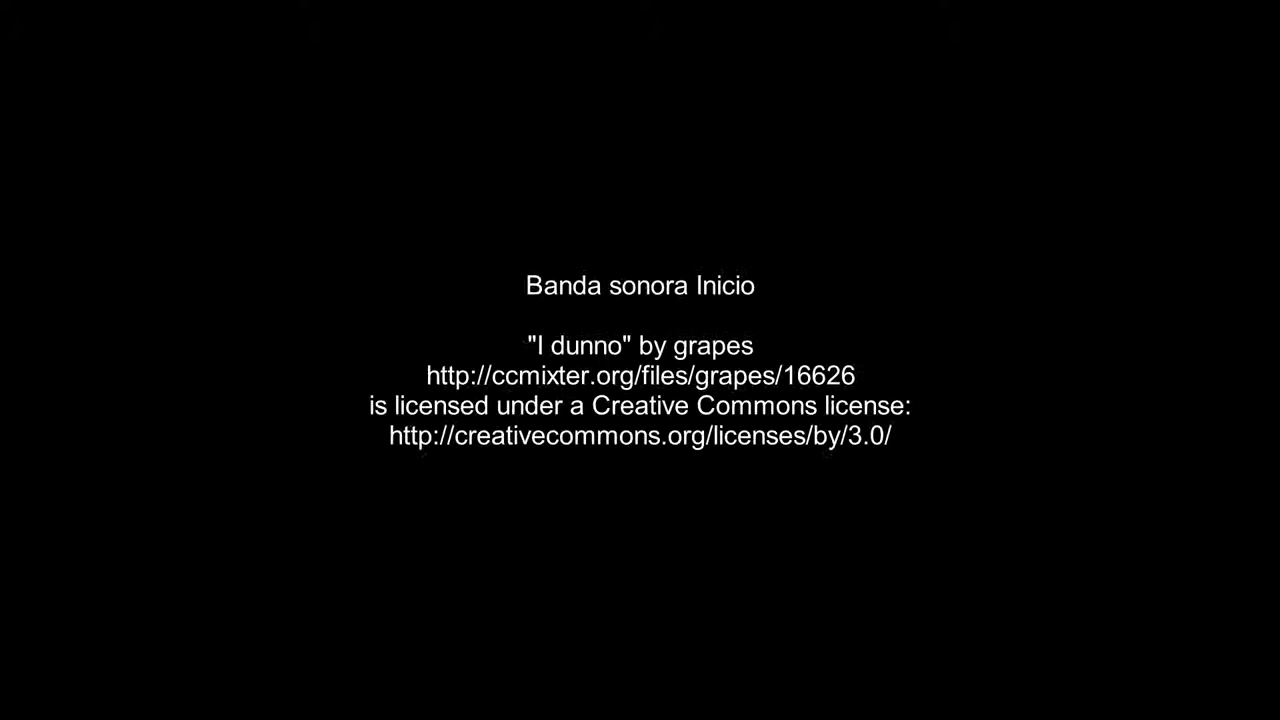 Banda sonora Inicio
"I dunno" by grapes
http://ccmixter.org/files/grapes/16626
is licensed under a Creative Commons license:
http://creativecommons.org/licenses/by/3.0/